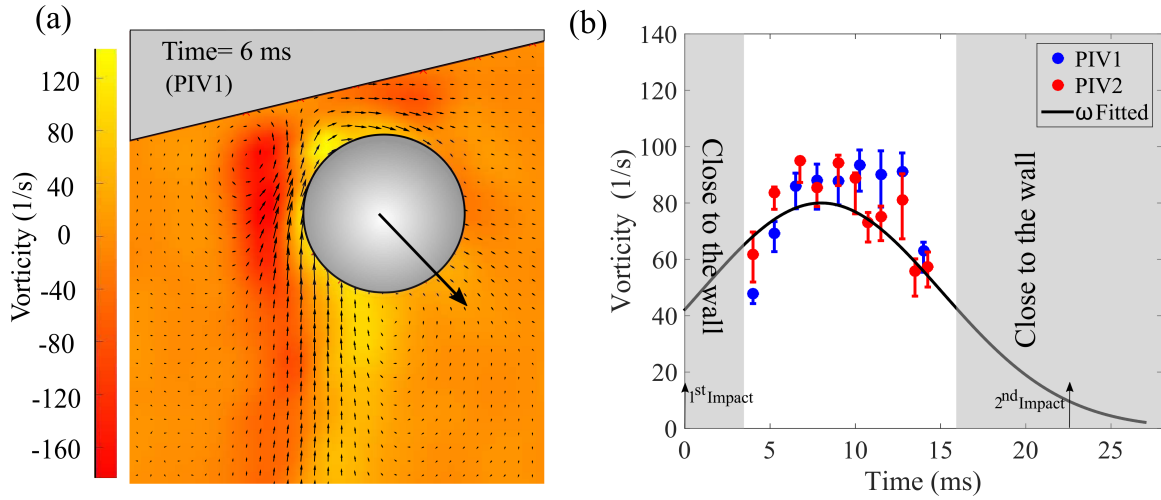 (a)
Time= 6 ms
(PIV1)
Vorticity (1/s)
120
80
40
0
-40
-80
-120
-160
(b)
Vorticity (1/s)
140
120
100
80
60
40
20
0
PIV1
PIV2
ωFitted
Close to the wall
Close to the wall
1st Impact
2nd Impact
0
5
10
15
20
25
Time (ms)